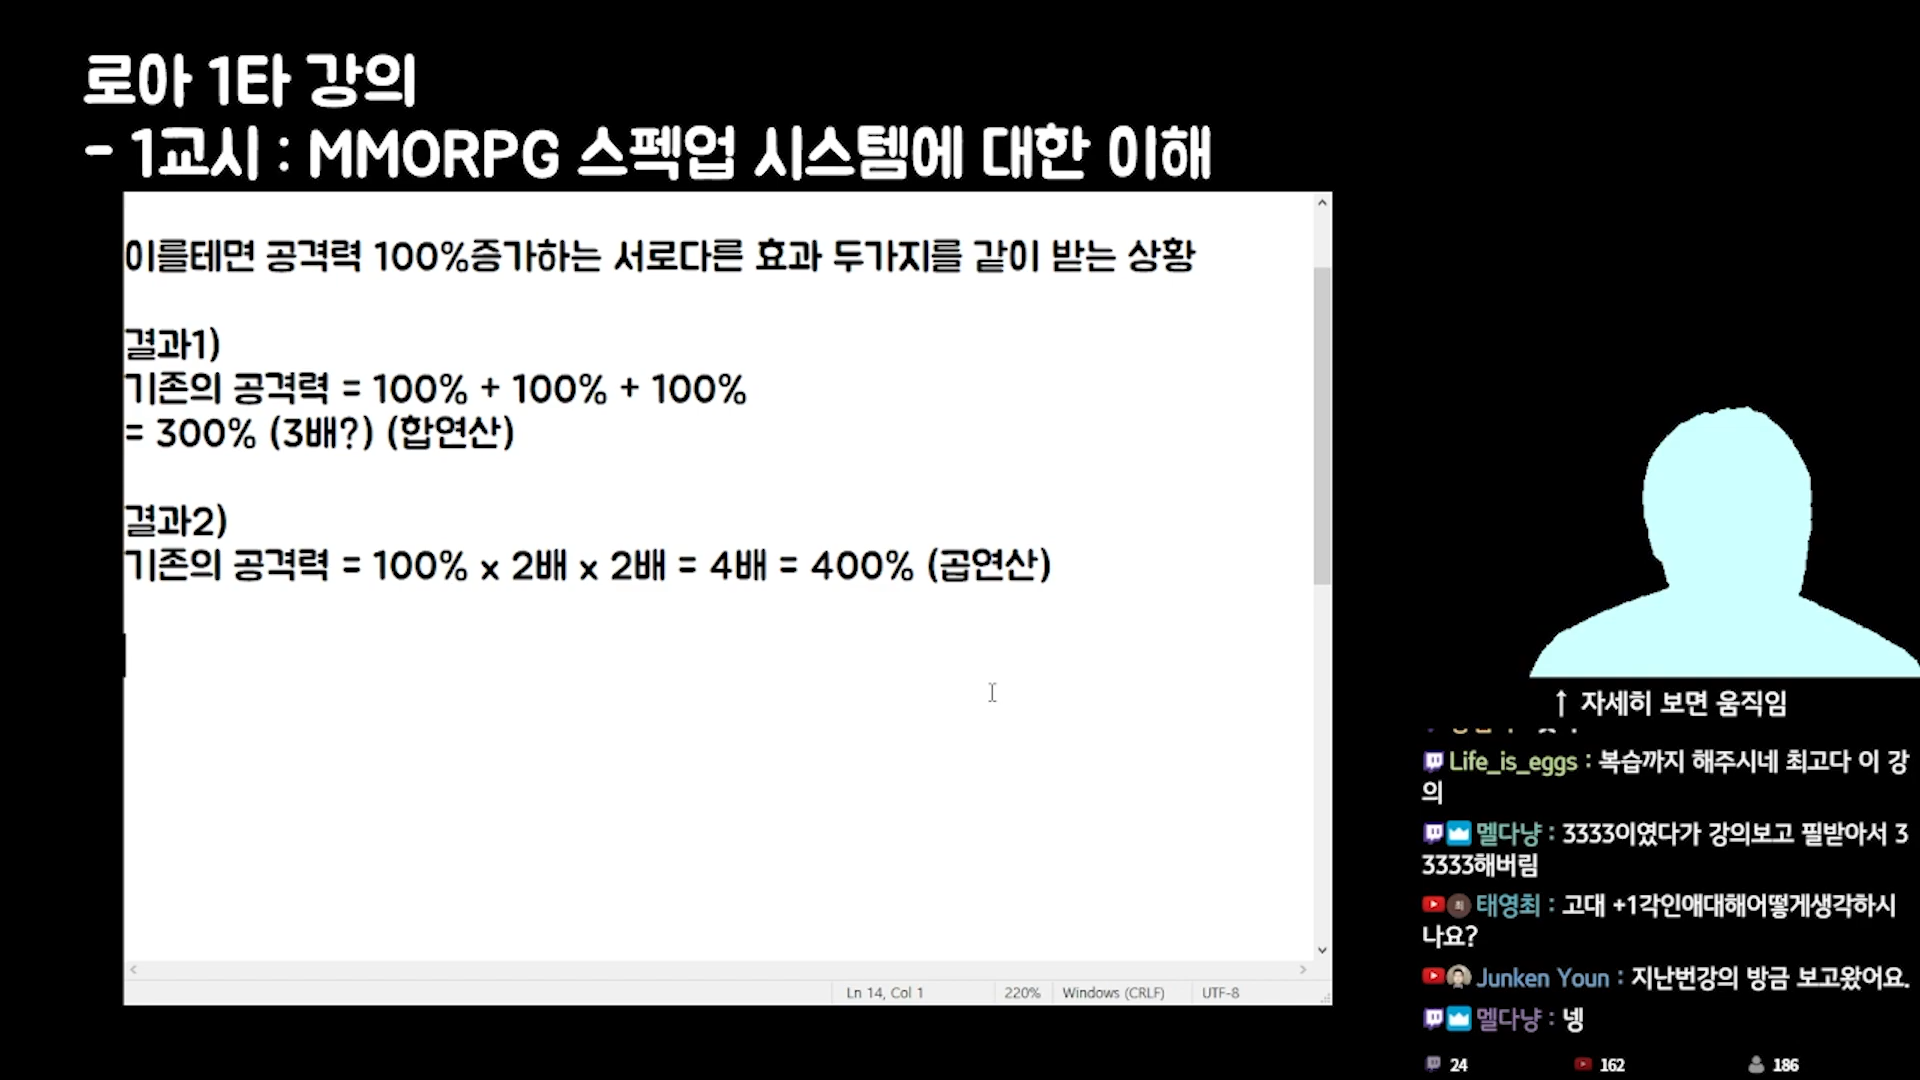 로아 1타 강의
- 1교시 : MMORPG 스펙업 시스템에 대한 이해
이를테면 공격력 100%증가하는 서로다른 효과 두가지를 같이 받는 상황
결과1)
기존의 공격력 = 100% + 100% + 100%
= 300% (3배?) (합연산)
결과2)
기존의 공격력 = 100% x 2배 x 2배 = 4배 = 400% (곱연산)
Ln 14, Col 1
220%
Windows (CRLF)
UTF-8
↑ 자세히 보면 움직임
Life_is_eggs : 복습까지 해주시네 최고다 이 강
의
멜다냥 : 3333이였다가 강의보고 필받아서 3
3333해버림
최 태영최 : 고대 +1각인애대해어떻게생각하시
나요?
Junken Youn : 지난번강의 방금 보고왔어요.
멜다냥 : 넹
24
162
186